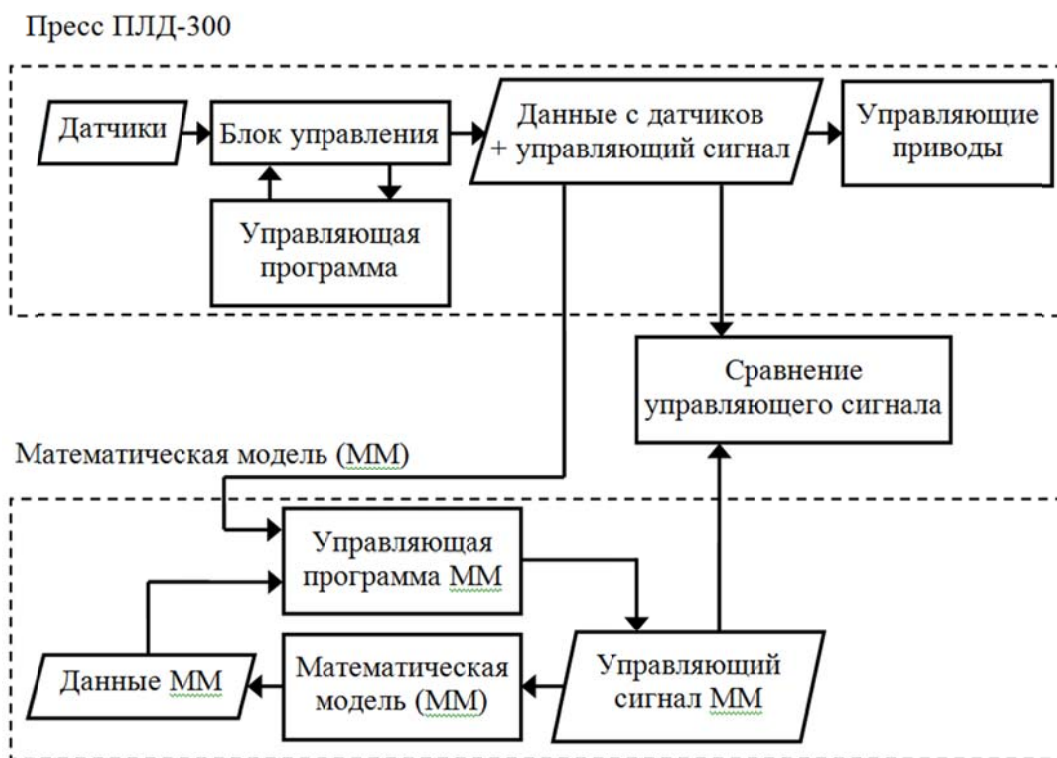 Пресс ПЛД-300
Датчики
Блок управления
Данные с датчиков
+ управляющий сигнал
Управляющие
приводы
Управляющая
программа
Сравнение
управляющего сигнала
Математическая модель (ММ)
Управляющая
программа ММ
Данные ММ
Математическая
модель (ММ)
Управляющий
сигнал ММ